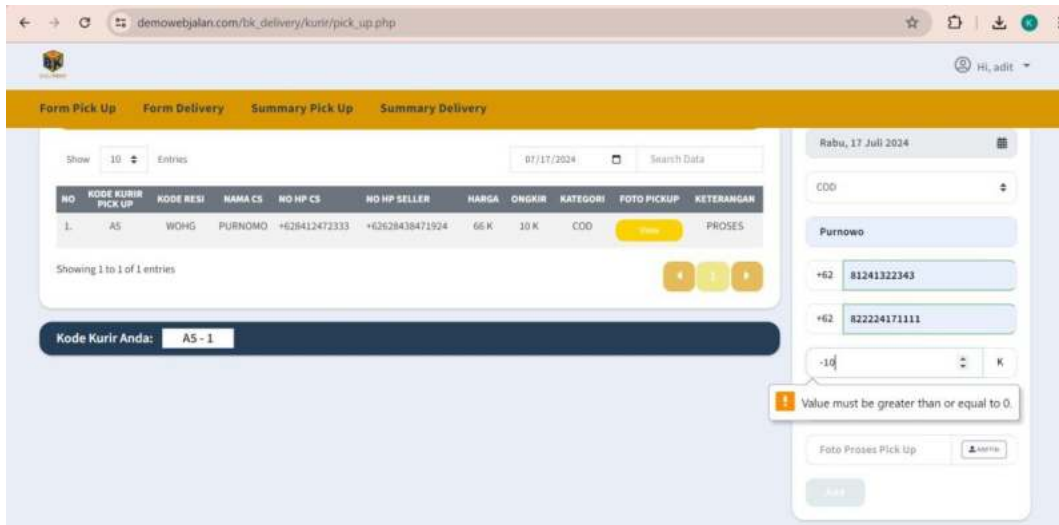 demowebjalan.com/bk_delivery/kurir/pick_up.php
K
Hi, adit
Form Pick Up Form Delivery Summary Pick Up Summary Delivery
Show 10 Entries 07/17/2024 Search Data
NO KODE KURIR PICK UP KODE RESI NAMA CS NO HP CS NO HP SELLER HARGA ONGKIR KATEGORI FOTO PICKUP KETERANGAN
1. A5 WOHG PURNOMO +628412472333 +62628438471924 66 K 10 K COD View PROSES
Showing 1 to 1 of 1 entries
1
Kode Kurir Anda: A5 - 1
Rabu, 17 Juli 2024
COD
Purnowo
+62 81241322343
+62 822224171111
-10 K
Value must be greater than or equal to 0.
Foto Proses Pick Up
Add